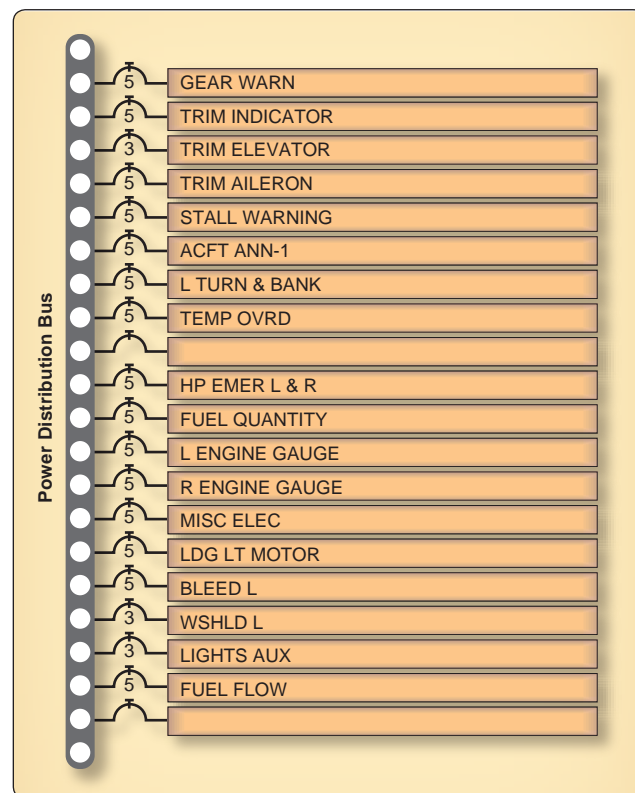 Power Distribution Bus
5 GEAR WARN
5 TRIM INDICATOR
3 TRIM ELEVATOR
5 TRIM AILERON
5 STALL WARNING
5 ACFT ANN-1
5 L TURN & BANK
5 TEMP OVRD
5 HP EMER L & R
5 FUEL QUANTITY
5 L ENGINE GAUGE
5 R ENGINE GAUGE
5 MISC ELEC
5 LDG LT MOTOR
5 BLEED L
3 WSHLD L
3 LIGHTS AUX
5 FUEL FLOW